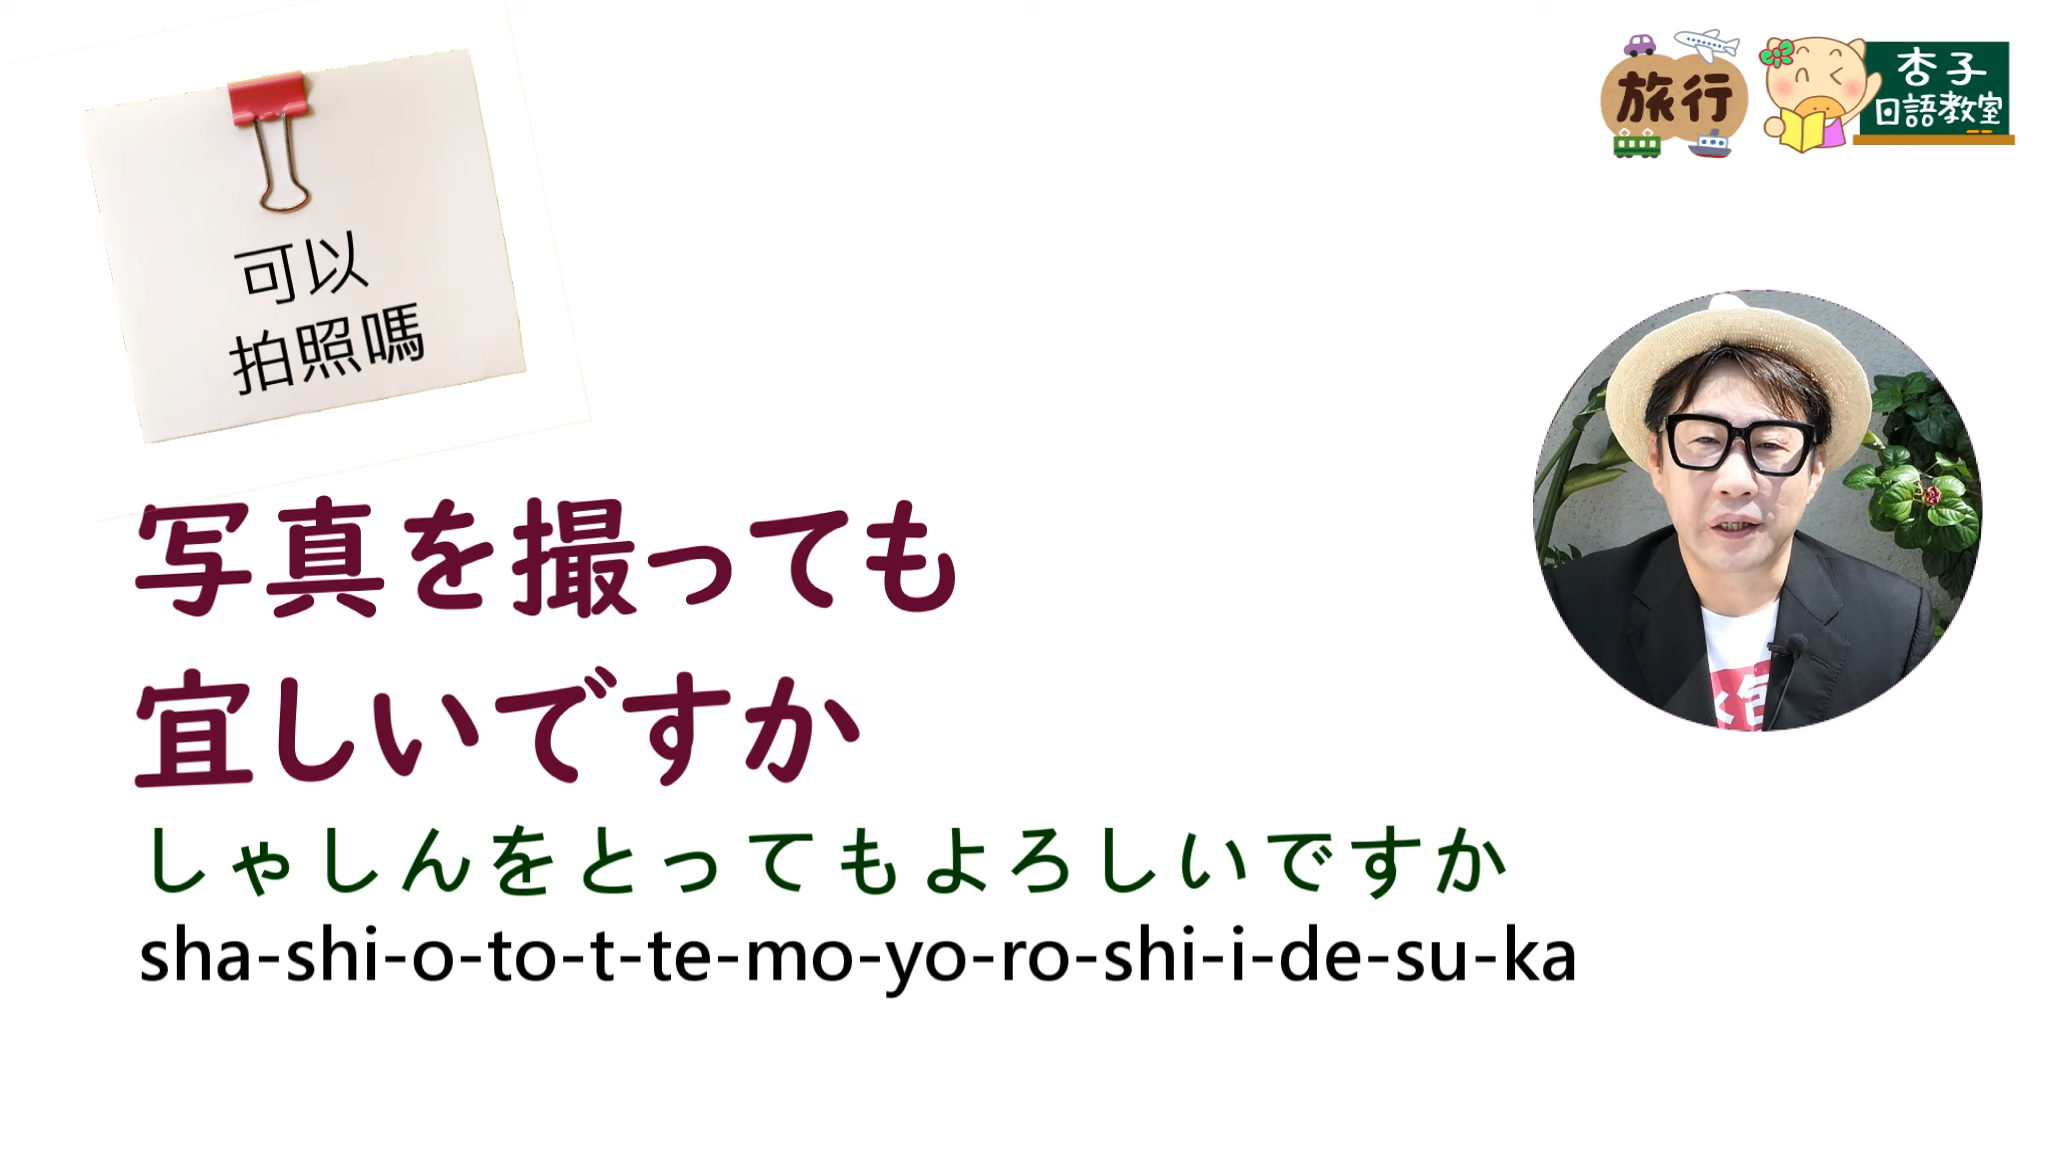 可以
拍照嗎
旅行
杏子
日語教室
写真を撮っても
宜しいですか
しゃしんをとってもよろしいですか
sha-shi-o-to-t-te-mo-yo-ro-shi-i-de-su-ka